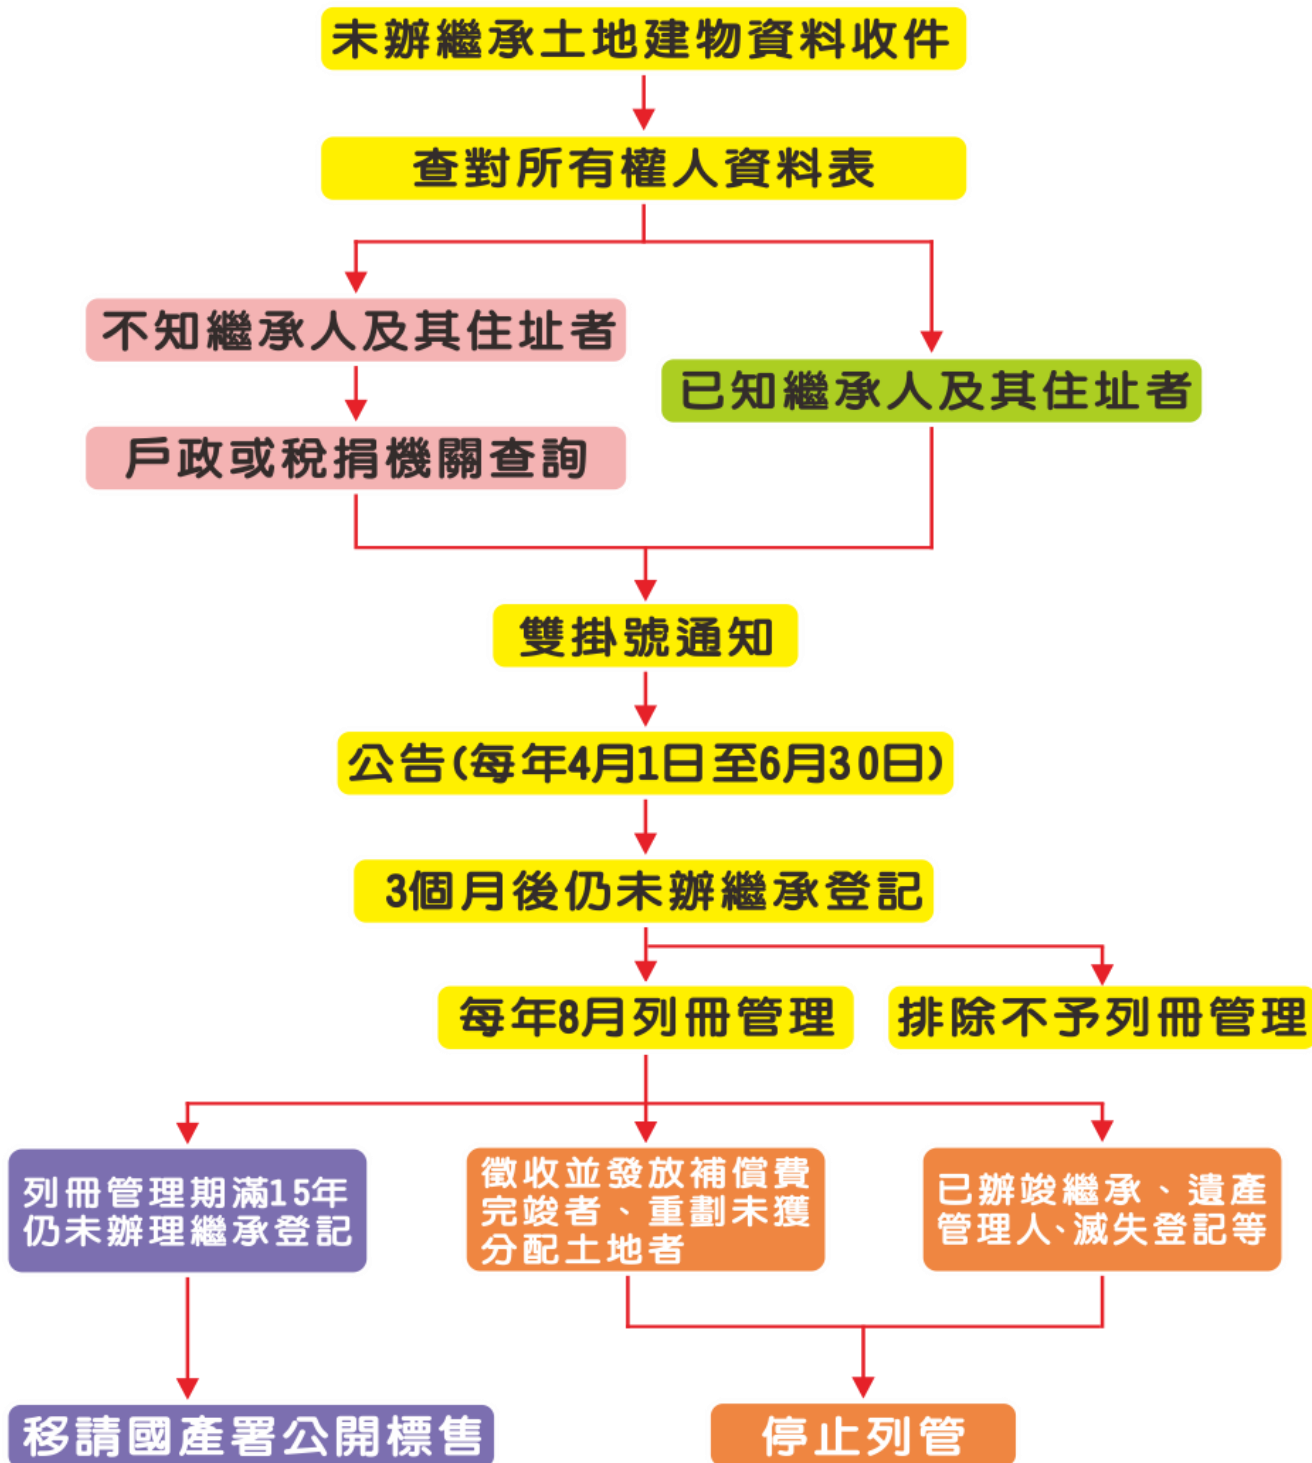 未辦繼承土地建物資料收件
查對所有權人資料表
不知繼承人及其住址者
已知繼承人及其住址者
戶政或稅捐機關查詢
雙掛號通知
公告(每年4月1日至6月30日)
3個月後仍未辦繼承登記
每年8月列冊管理
排除不予列冊管理
列冊管理期滿15年
仍未辦理繼承登記
徵收並發放補償費
完竣者、重劃未獲
分配土地者
已辦竣繼承、遺產
管理人、滅失登記等
移請國產署公開標售
停止列管